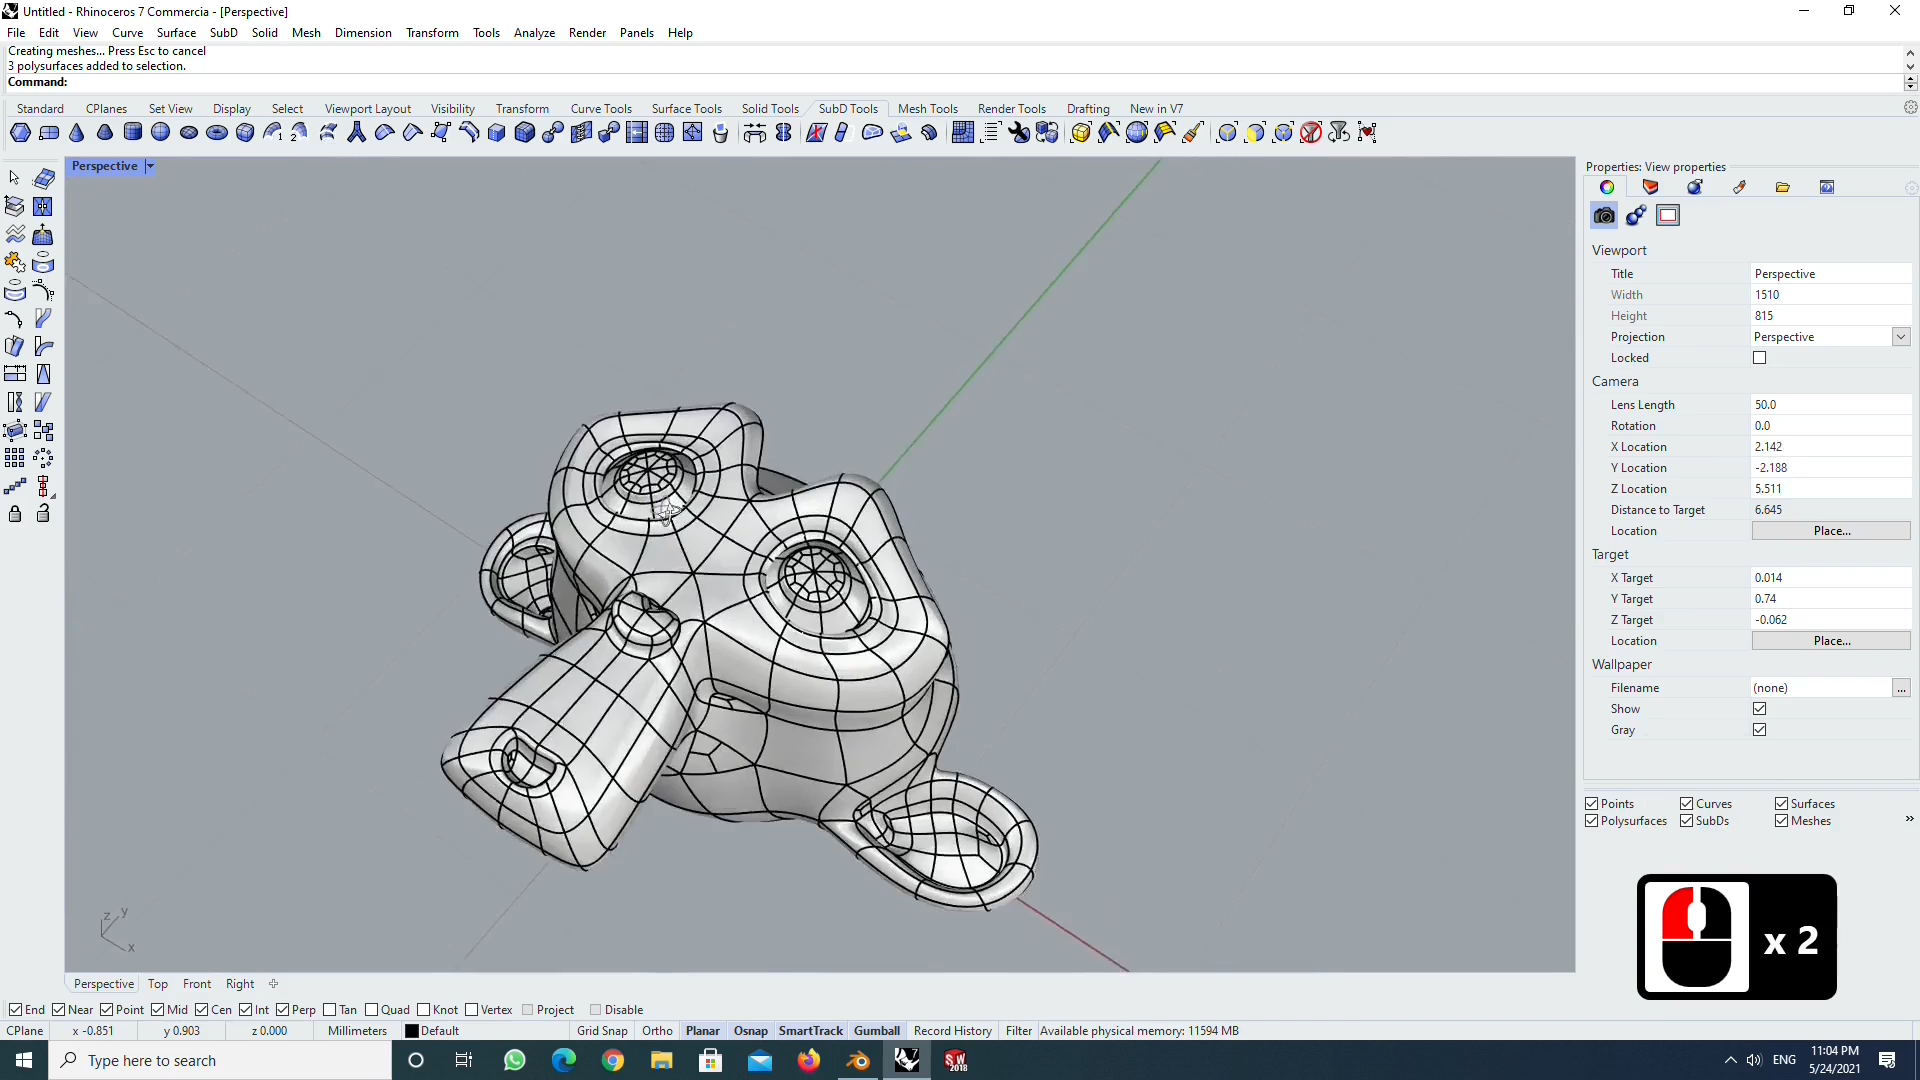 Untitled - Rhinoceros 7 Commercia - [Perspective]
File Edit View Curve Surface SubD Solid Mesh Dimension Transform Tools Analyze Render Panels Help
Creating meshes... Press Esc to cancel
3 polysurfaces added to selection.
Command:
Standard CPlanes Set View Display Select Viewport Layout Visibility Transform Curve Tools Surface Tools Solid Tools SubD Tools Mesh Tools Render Tools Drafting New in V7
Perspective
Properties: View properties
Viewport
Title Perspective
Width 1510
Height 815
Projection Perspective
Locked
Camera
Lens Length 50.0
Rotation 0.0
X Location 2.142
Y Location -2.188
Z Location 5.511
Distance to Target 6.645
Location Place...
Target
X Target 0.014
Y Target 0.74
Z Target -0.062
Location Place...
Wallpaper
Filename (none) ...
Show
Gray
Points Curves Surfaces
Polysurfaces SubDs Meshes
x 2
z y
x
Perspective Top Front Right
End Near Point Mid Cen Int Perp Tan Quad Knot Vertex Project Disable
CPlane x -0.851 y 0.903 z 0.000 Millimeters Default Grid Snap Ortho Planar Osnap SmartTrack Gumball Record History Filter Available physical memory: 11594 MB
Type here to search
SW 2018
ENG
11:04 PM
5/24/2021